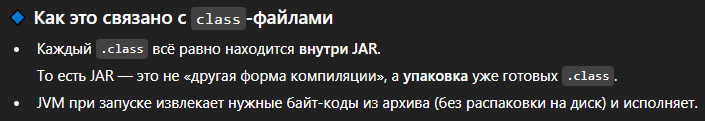 Как это связано с class-файлами
Каждый .class всё равно находится внутри JAR.
То есть JAR — это не «другая форма компиляции», а упаковка уже готовых .class.
JVM при запуске извлекает нужные байт-коды из архива (без распаковки на диск) и исполняет.